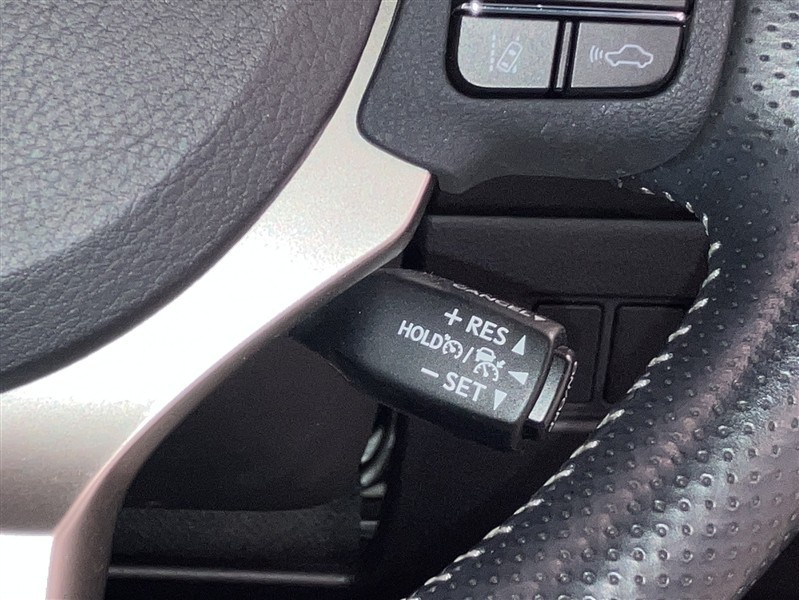 CANCEL
+ RES ▲
HOLD /
− SET ▼